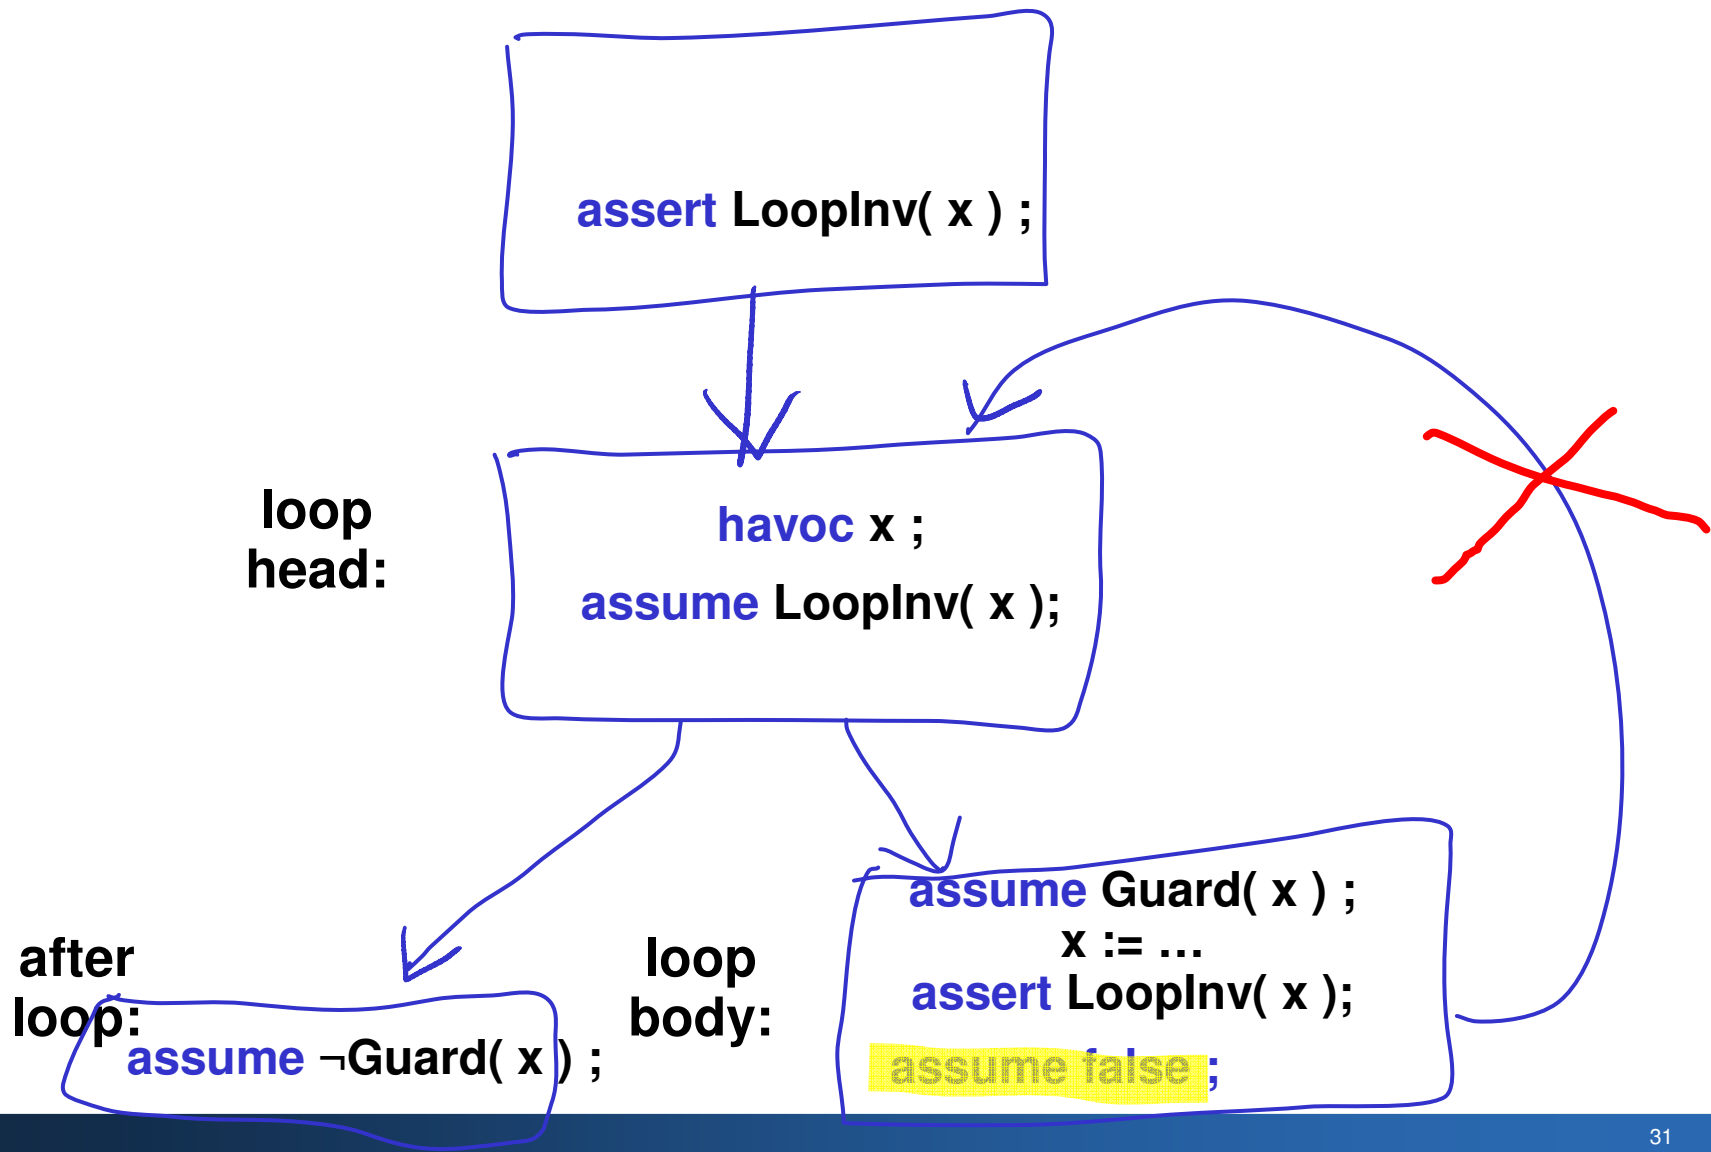 assert LoopInv( x ) ;
loop
head:
havoc x ;
assume LoopInv( x );
after
loop:
assume ¬Guard( x ) ;
loop
body:
assume Guard( x ) ;
x := …
assert LoopInv( x );
assume false ;
31